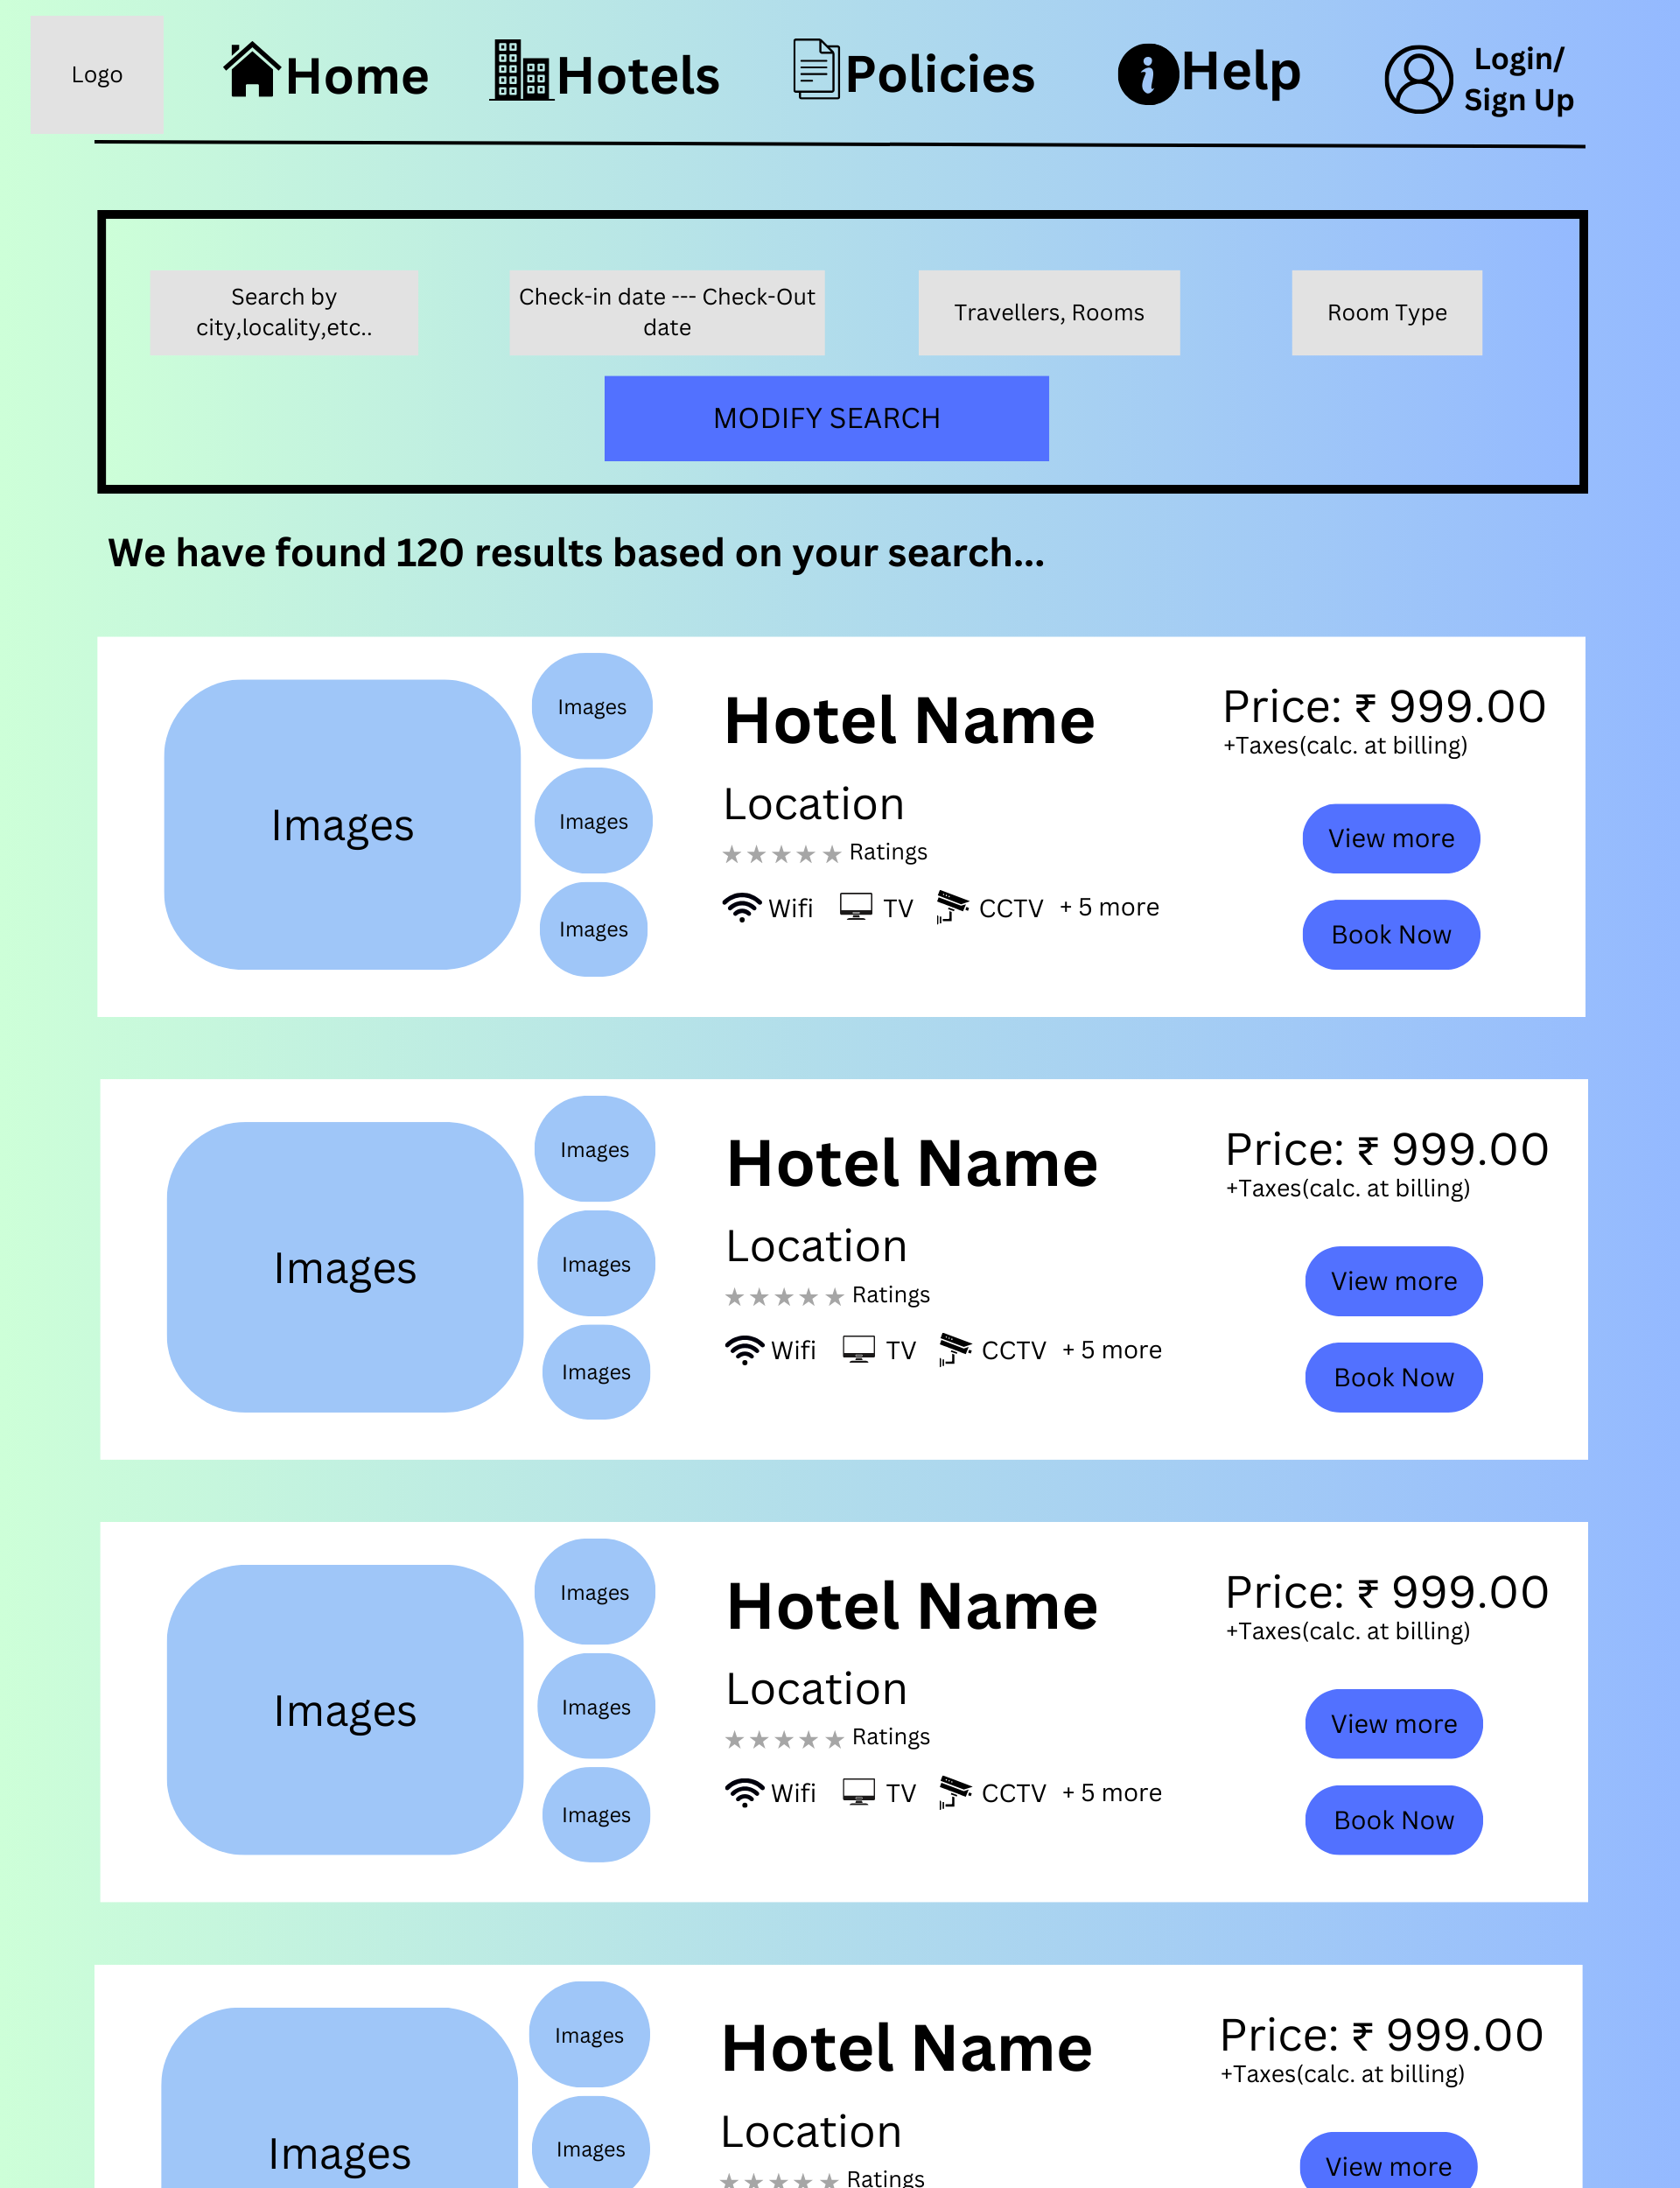 Logo
Home
Hotels
Policies
Help
Login/
Sign Up
Search by
city,locality,etc..
Check-in date --- Check-Out
date
Travellers, Rooms
Room Type
MODIFY SEARCH
We have found 120 results based on your search...
Images
Images
Images
Images
Hotel Name
Location
Ratings
Wifi TV CCTV + 5 more
Price: ₹ 999.00
+Taxes(calc. at billing)
View more
Book Now
Images
Images
Images
Images
Hotel Name
Location
Ratings
Wifi TV CCTV + 5 more
Price: ₹ 999.00
+Taxes(calc. at billing)
View more
Book Now
Images
Images
Images
Images
Hotel Name
Location
Ratings
Wifi TV CCTV + 5 more
Price: ₹ 999.00
+Taxes(calc. at billing)
View more
Book Now
Images
Images
Images
Hotel Name
Location
Ratings
Price: ₹ 999.00
+Taxes(calc. at billing)
View more